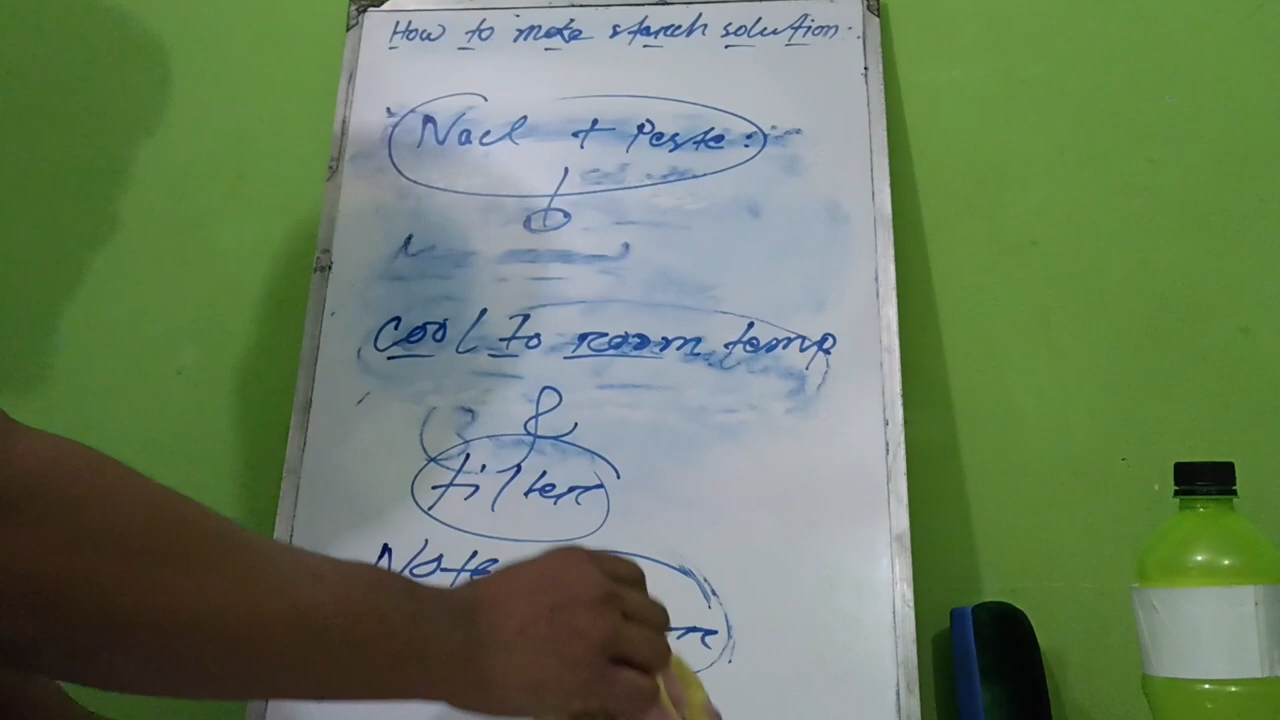 How to make starch solution.
Nacl + Paste:
Cool to room temp
&
Filter
Note